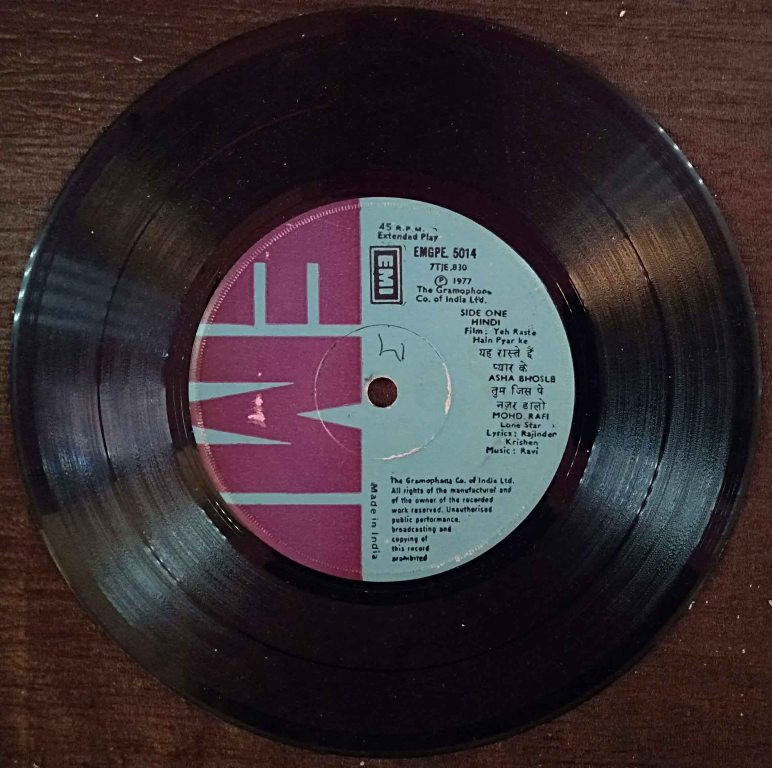 45 R.P.M.
Extended Play
EMI
EMGPE. 5014
7TJE.830
Ⓟ 1977
The Gramophone
Co. of India Ltd.
SIDE ONE
HINDI
Film: Yeh Raste
Hain Pyar ke
यह रास्ते हैं
प्यार के
ASHA BHOSLE
तुम जिस पे
नज़र डालो
MOHD. RAFI
Lone Star
Lyrics: Rajinder
Krishen
Music: Ravi
The Gramophone Co. of India Ltd.
All rights of the manufacturer and
of the owner of the recorded
work reserved. Unauthorised
public performance,
broadcasting and
copying of
this record
prohibited
Made in India
EMI